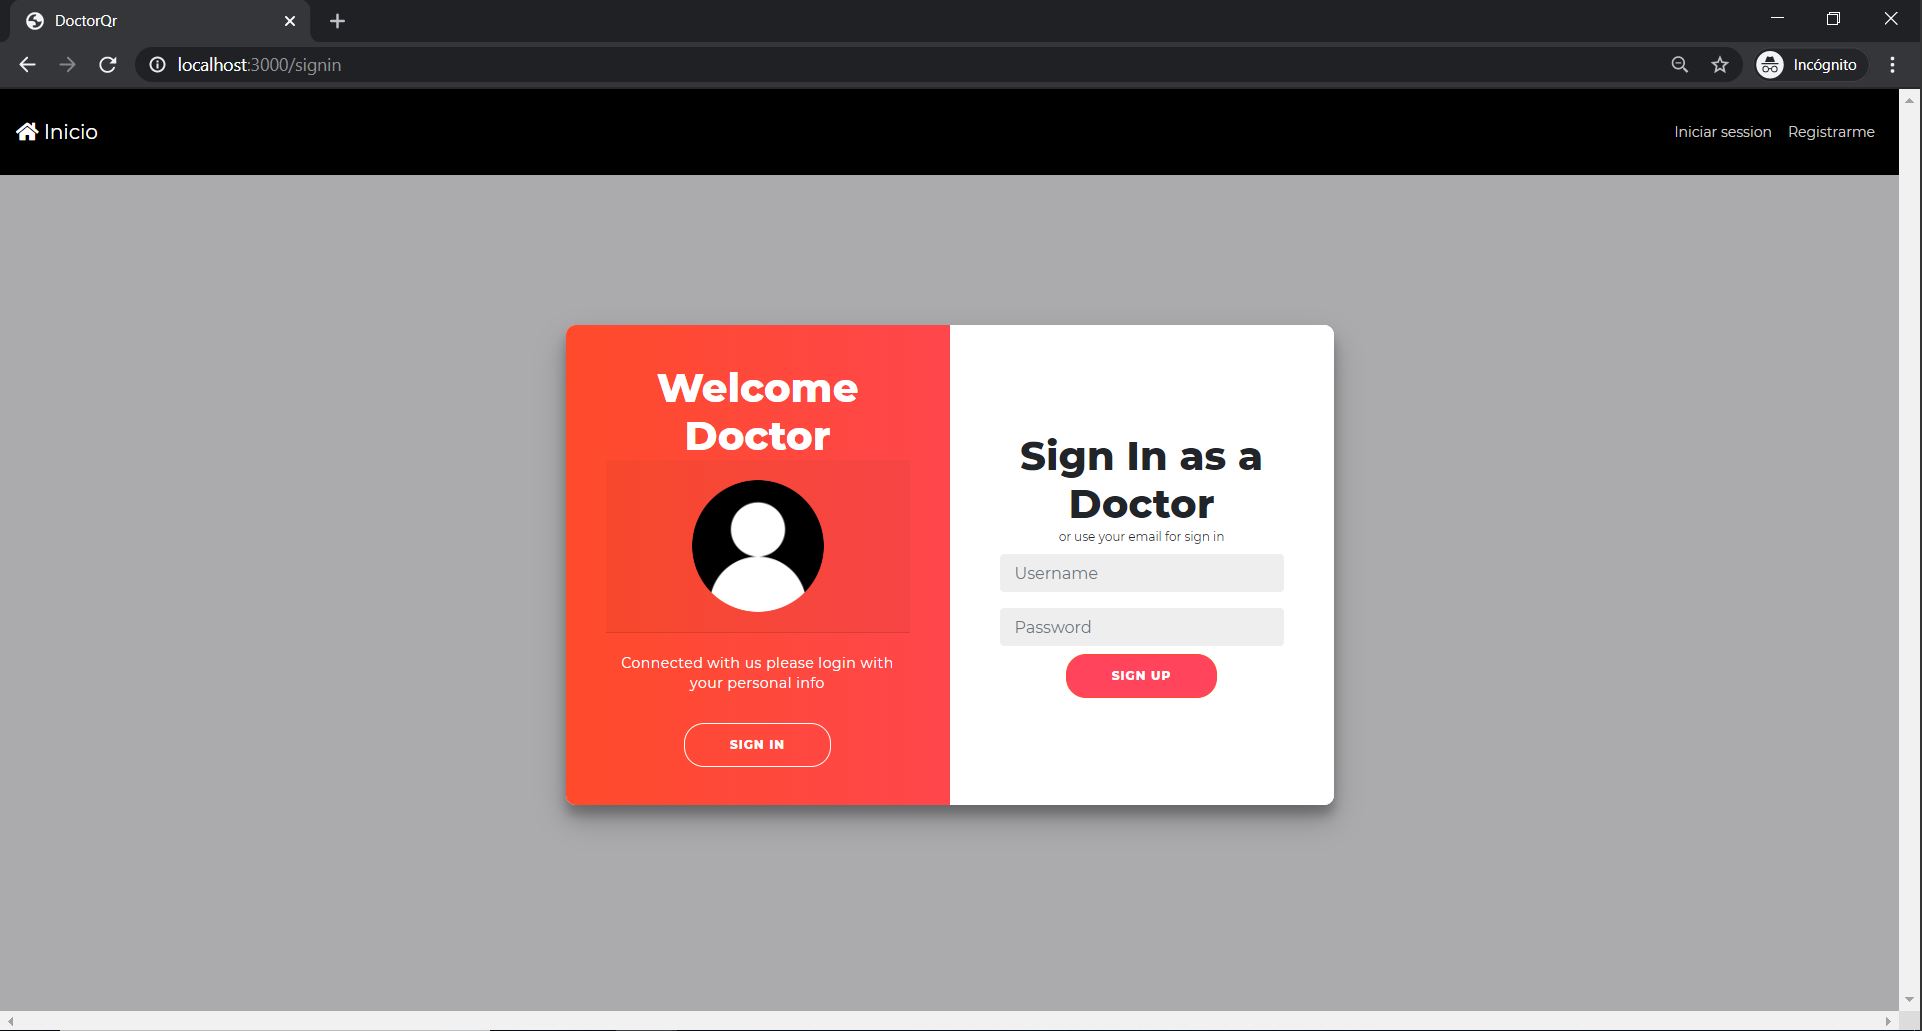 DoctorQr
localhost:3000/signin
Incógnito
Inicio
Iniciar session Registrarme
Welcome
Doctor
Connected with us please login with
your personal info
SIGN IN
Sign In as a
Doctor
or use your email for sign in
Username
Password
SIGN UP